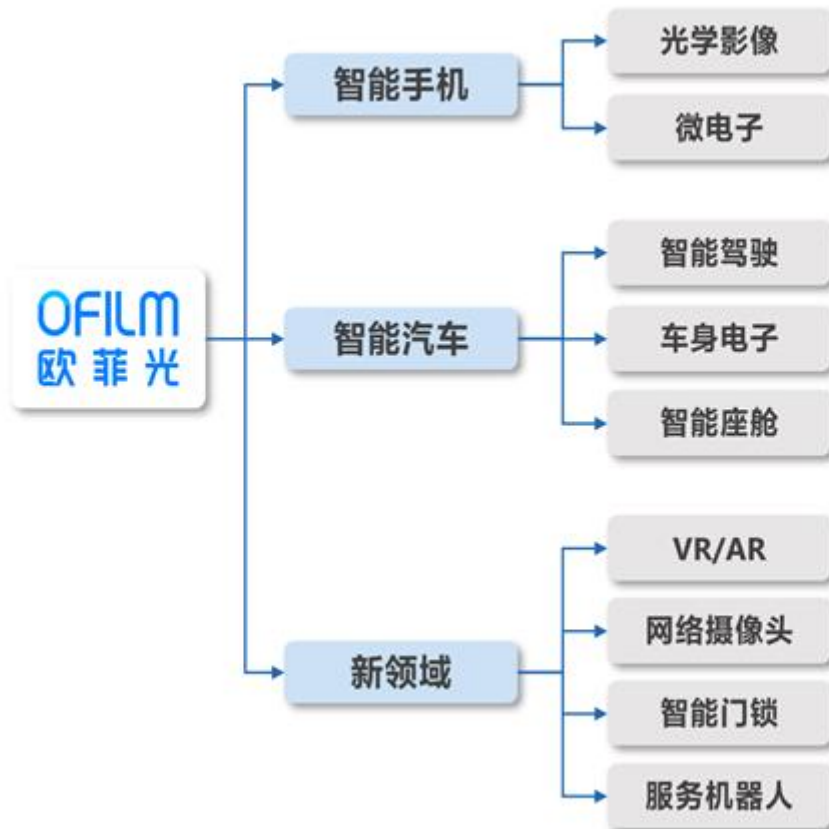 OFILM
欧菲光
智能手机
光学影像
微电子
智能汽车
智能驾驶
车身电子
智能座舱
新领域
VR/AR
网络摄像头
智能门锁
服务机器人